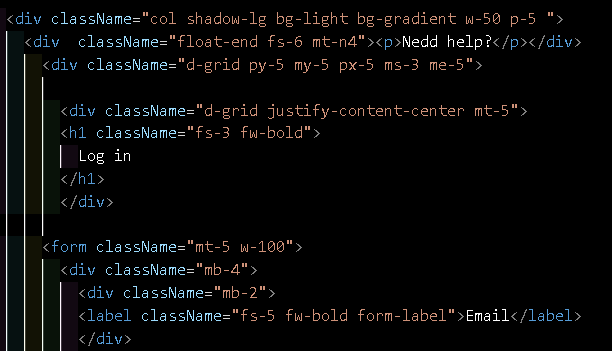 <div className="col shadow-lg bg-light bg-gradient w-50 p-5 ">
<div  className="float-end fs-6 mt-n4"><p>Nedd help?</p></div>
<div className="d-grid py-5 my-5 px-5 ms-3 me-5">
<div className="d-grid justify-content-center mt-5">
<h1 className="fs-3 fw-bold">
Log in
</h1>
</div>
<form className="mt-5 w-100">
<div className="mb-4">
<div className="mb-2">
<label className="fs-5 fw-bold form-label">Email</label>
</div>